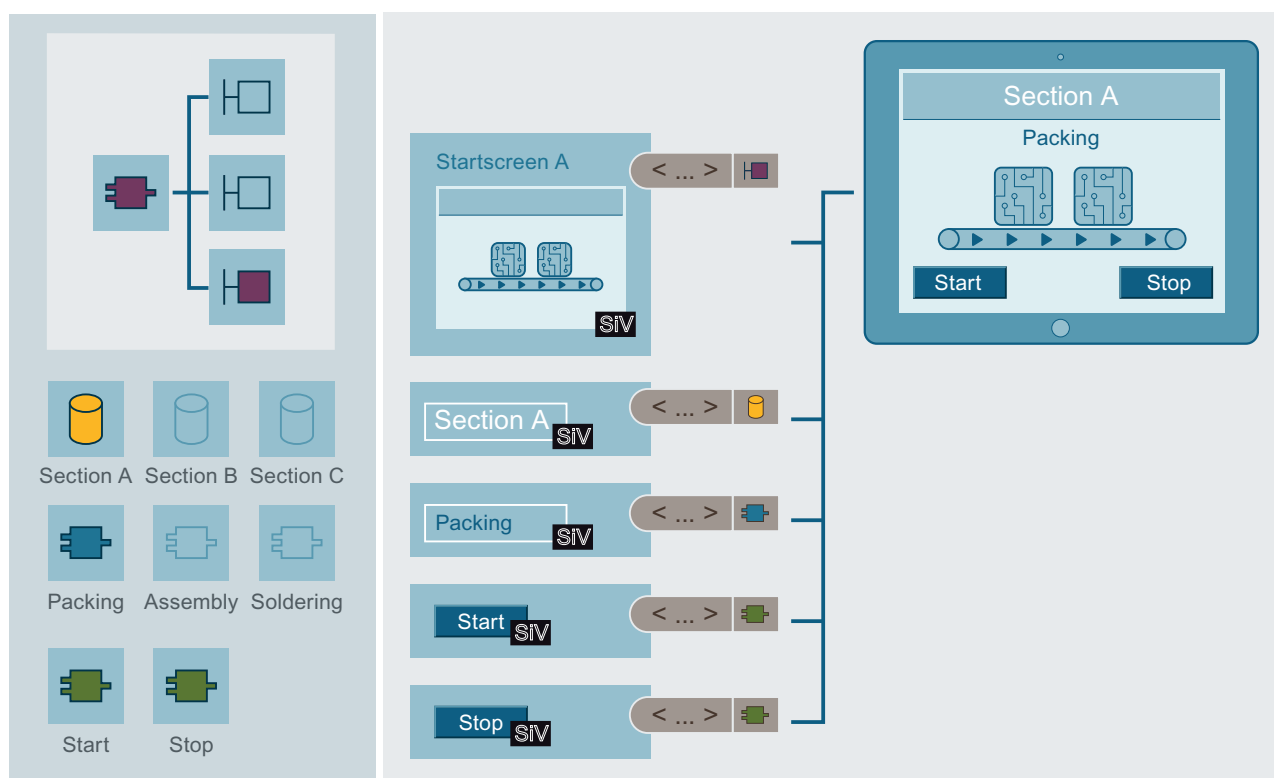 Section A Section B Section C
Packing Assembly Soldering
Start Stop
Startscreen A
< ... >
SiV
Section A
SiV
< ... >
Packing
SiV
< ... >
Start
SiV
< ... >
Stop
SiV
< ... >
Section A
Packing
Start Stop